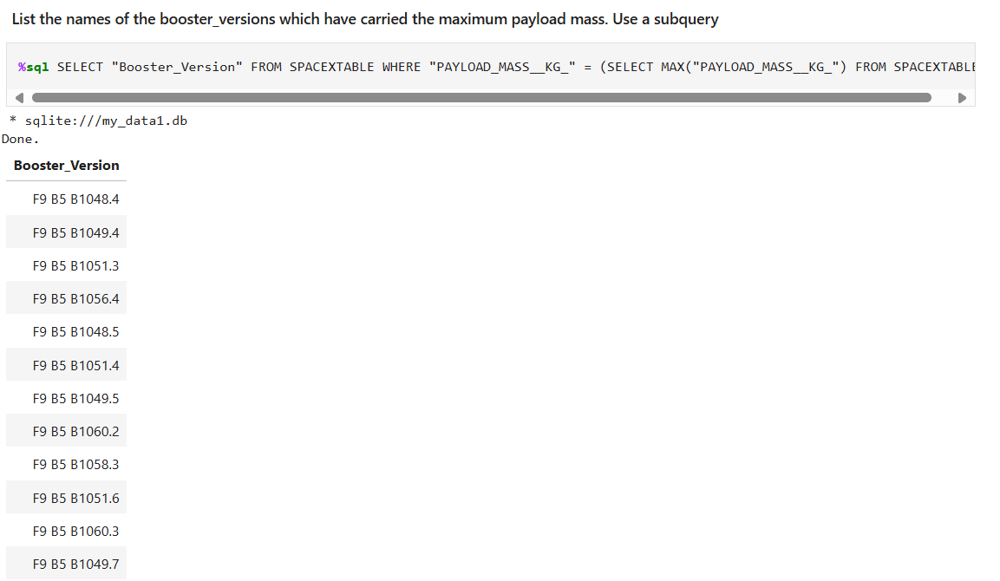 List the names of the booster_versions which have carried the maximum payload mass. Use a subquery
%sql SELECT "Booster_Version" FROM SPACEXTABLE WHERE "PAYLOAD_MASS__KG_" = (SELECT MAX("PAYLOAD_MASS__KG_") FROM SPACEXTABLE
* sqlite:///my_data1.db
Done.
Booster_Version
F9 B5 B1048.4
F9 B5 B1049.4
F9 B5 B1051.3
F9 B5 B1056.4
F9 B5 B1048.5
F9 B5 B1051.4
F9 B5 B1049.5
F9 B5 B1060.2
F9 B5 B1058.3
F9 B5 B1051.6
F9 B5 B1060.3
F9 B5 B1049.7